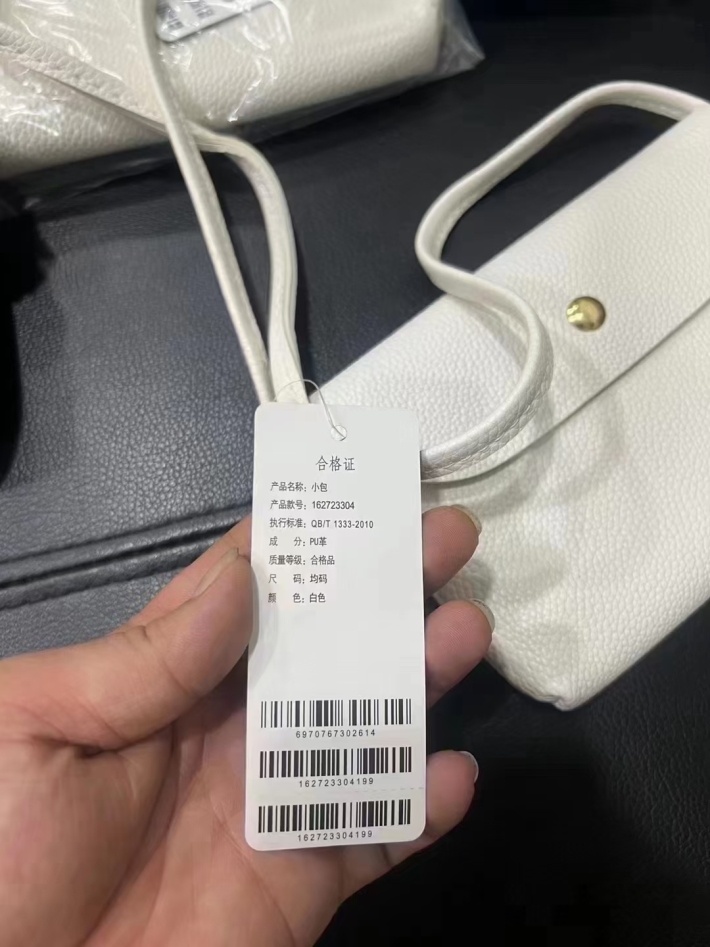 合格证
产品名称：小包
产品款号：162723304
执行标准：QB/T 1333-2010
成　　分：PU革
质量等级：合格品
尺　　码：均码
颜　　色：白色
6970767302614
162723304199
162723304199